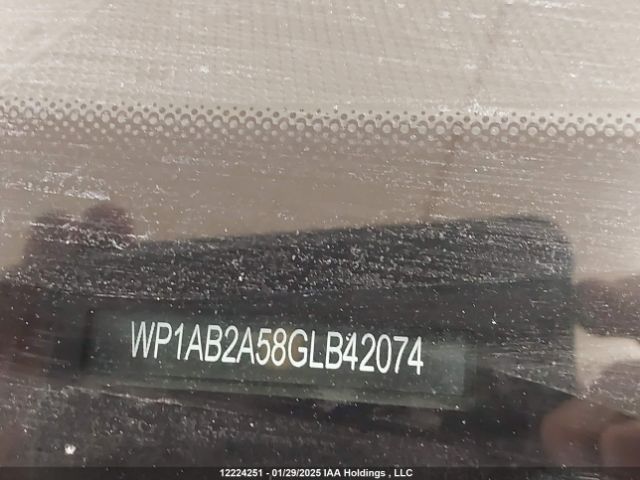 WP1AB2A58GLB42074
12224251 - 01/29/2025 IAA Holdings , LLC